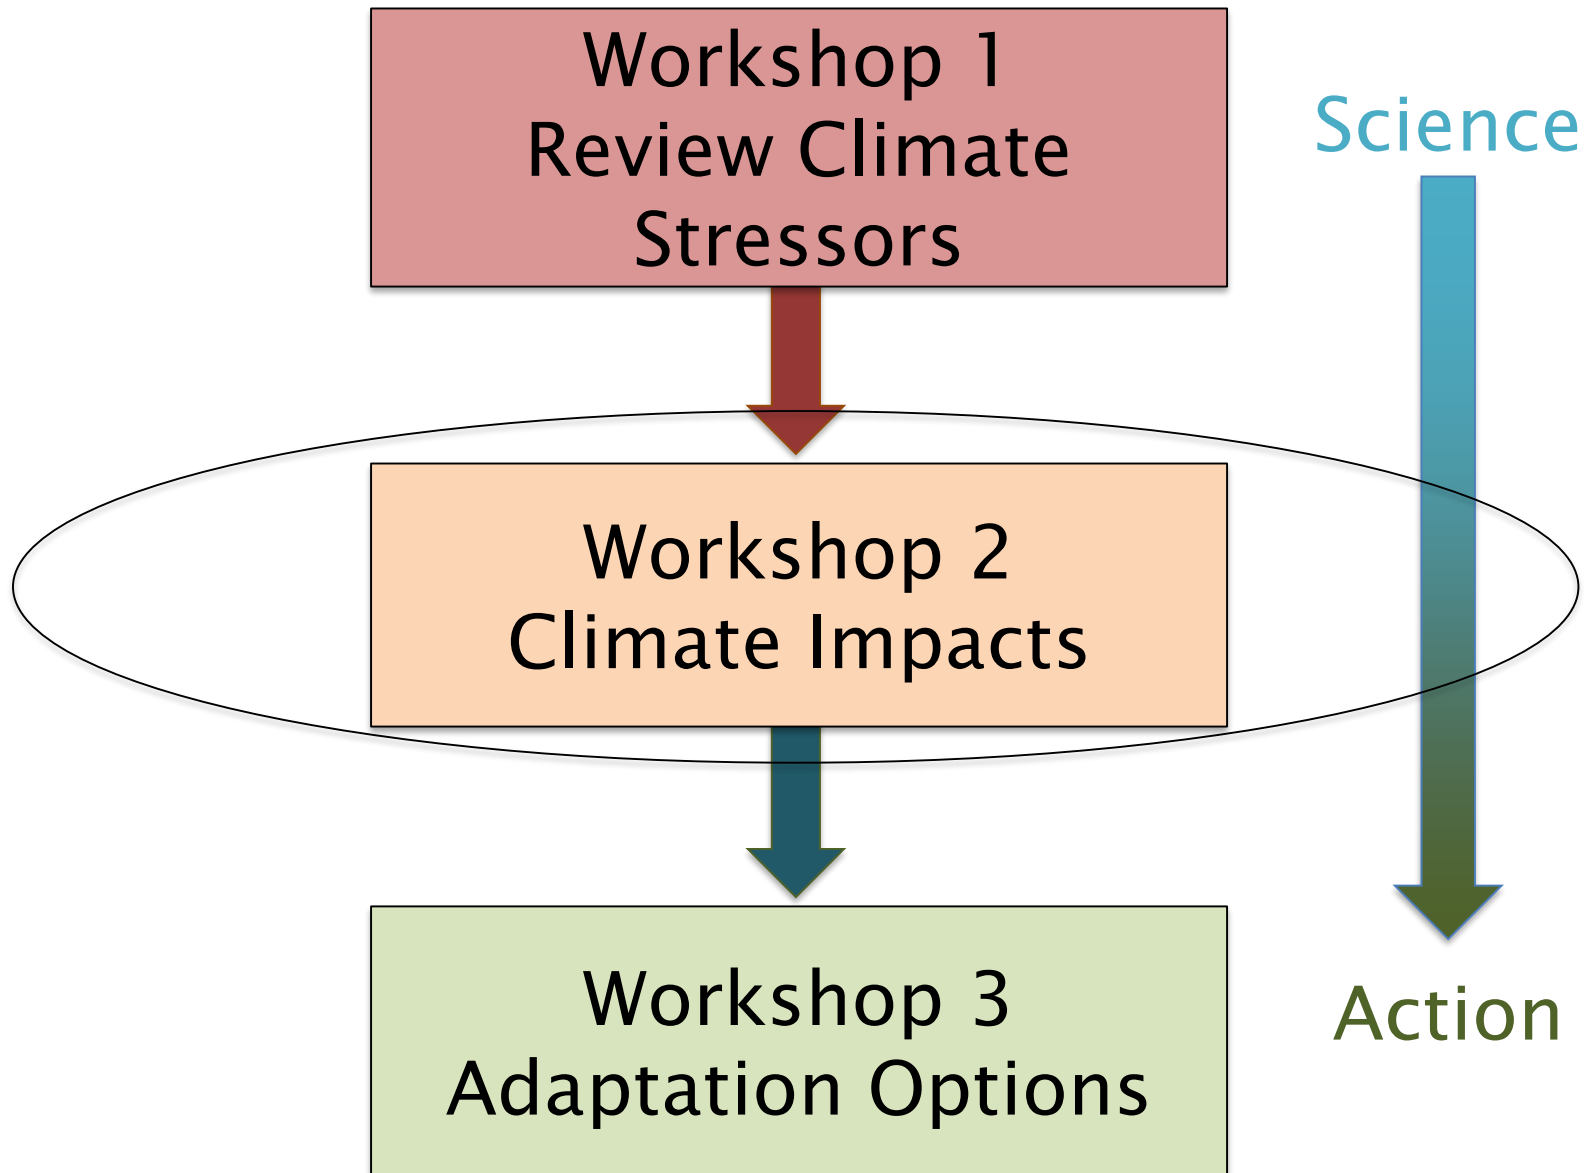 Workshop 1
Review Climate
Stressors
Science
Workshop 2
Climate Impacts
Workshop 3
Adaptation Options
Action